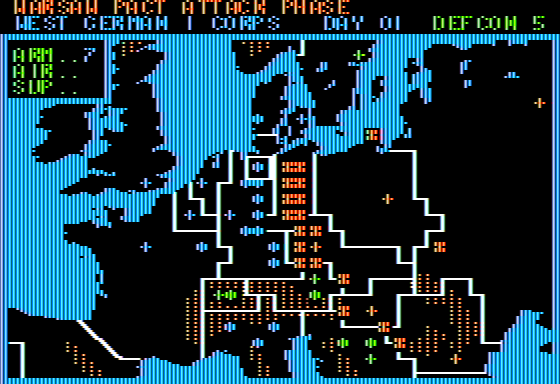 WARSAW PACT ATTACK PHASE
WEST GERMAN I CORPS DAY 01 DEFCON 5
ARM..7
AIR..
SUP..